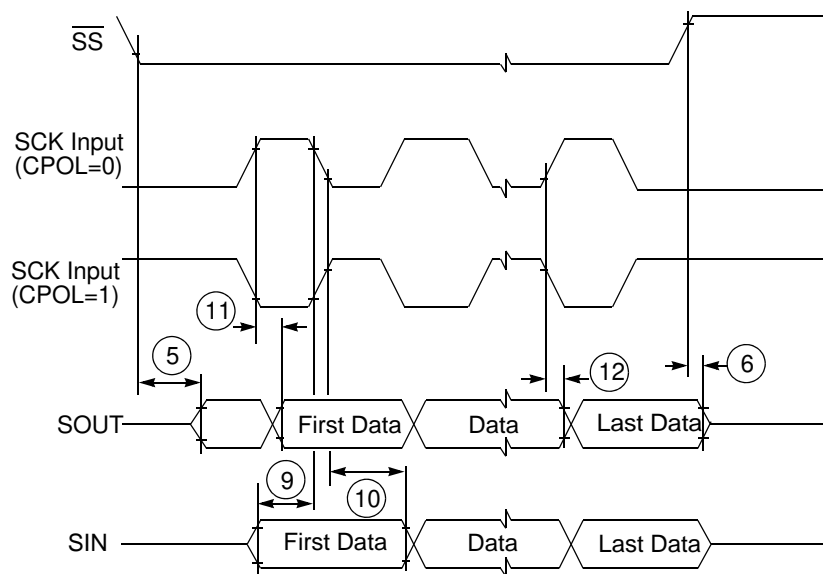 SS
SCK Input
(CPOL=0)
SCK Input
(CPOL=1)
11
5
12
6
SOUT
First Data
Data
Last Data
9
10
SIN
First Data
Data
Last Data